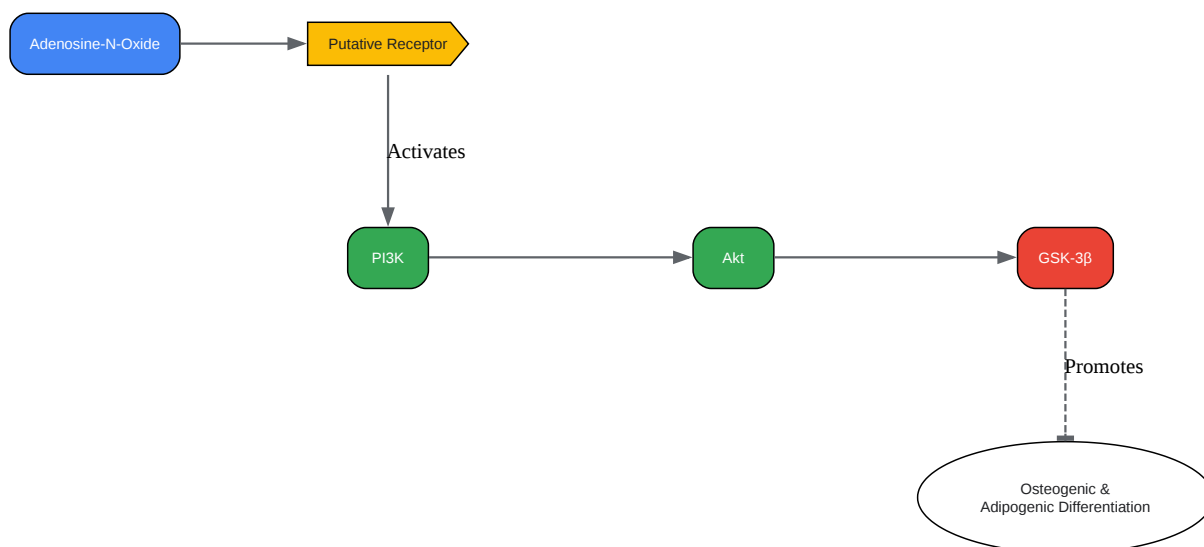 Adenosine-N-Oxide
Putative Receptor
Activates
PI3K
Akt
GSK-3β
Promotes
Osteogenic &
Adipogenic Differentiation